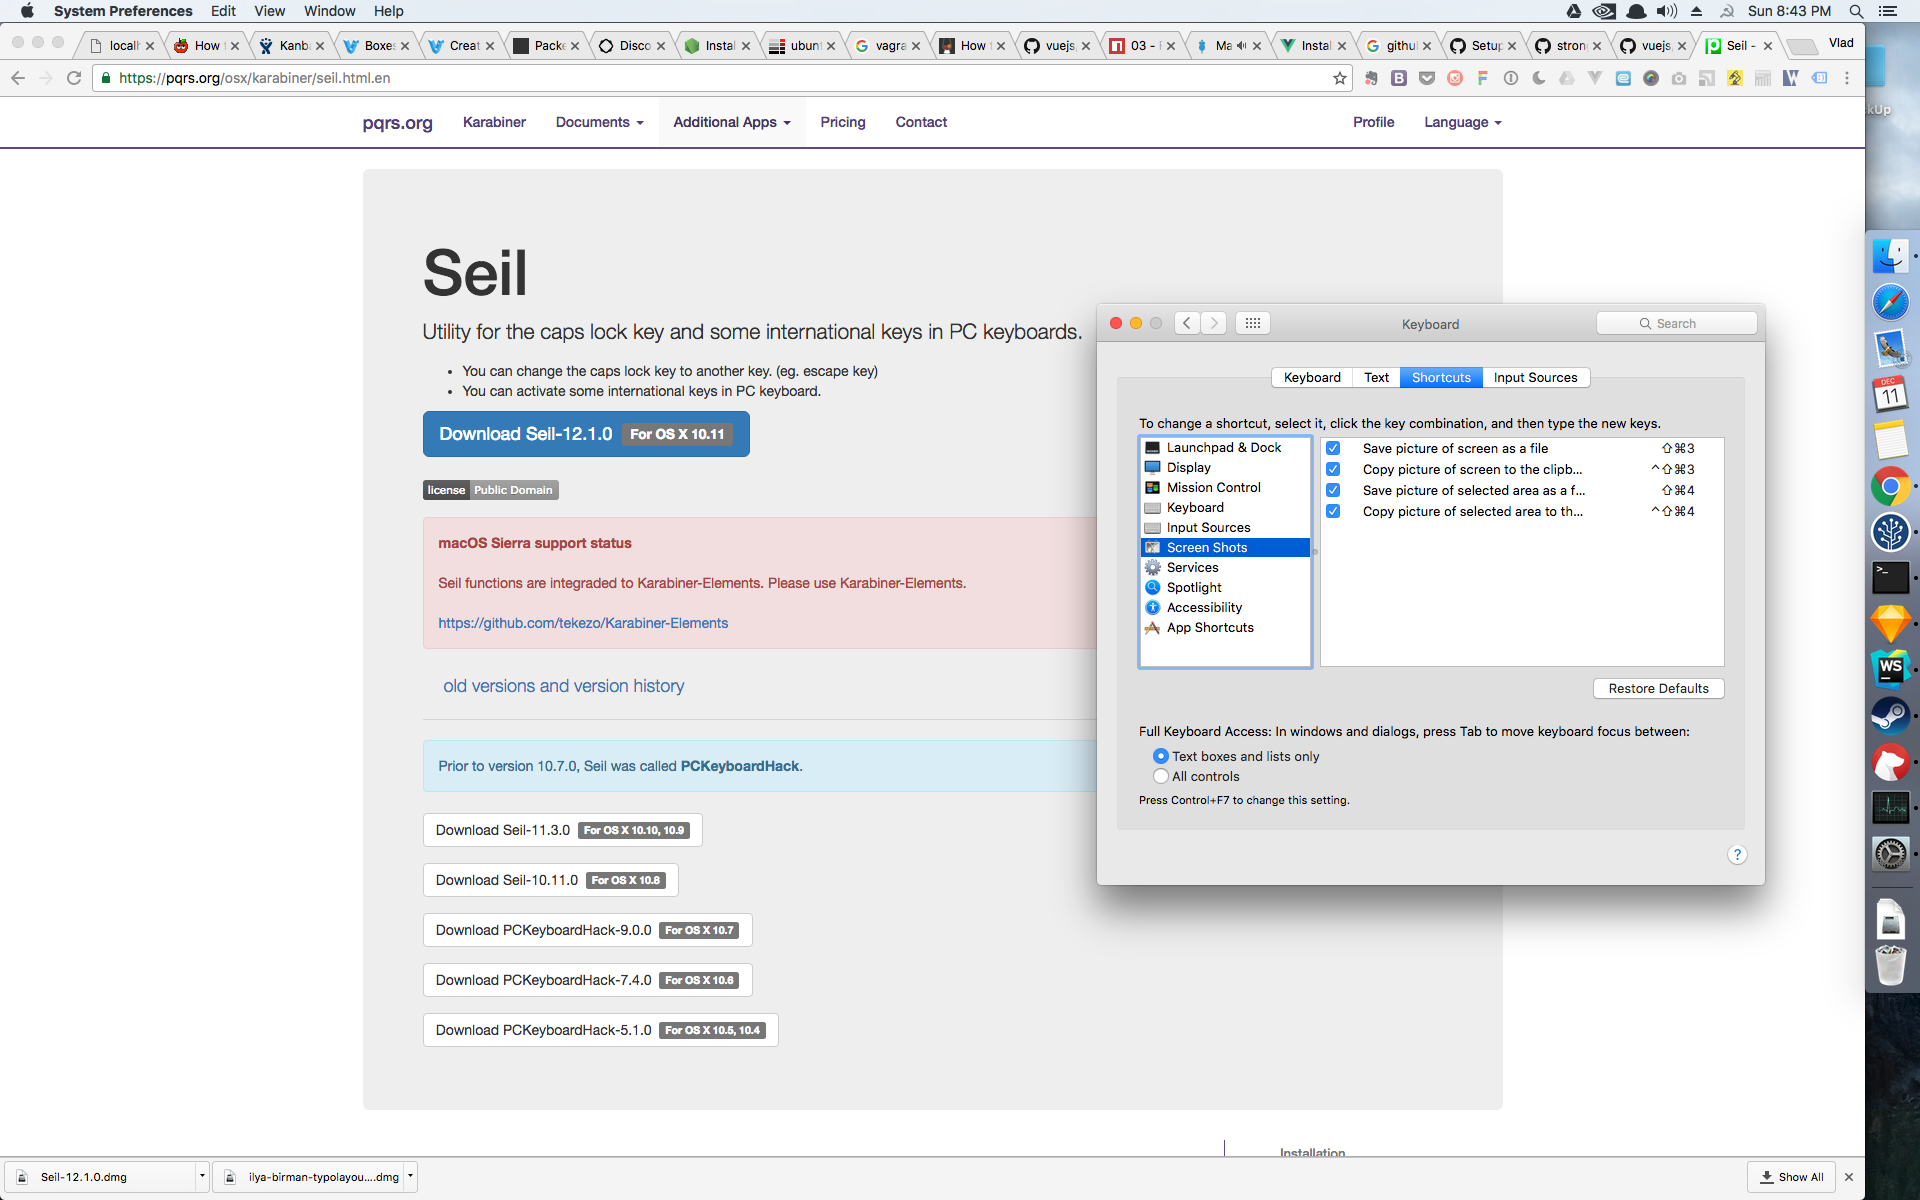 System Preferences Edit View Window Help Sun 8:43 PM
localh How t Kanba Boxes Creat Packe Disco Instal ubunt vagra How t vuejs, 03 - Ma Instal githul Setup stron vuejs Seil - Vlad
https://pqrs.org/osx/karabiner/seil.html.en
pqrs.org Karabiner Documents Additional Apps Pricing Contact Profile Language
Seil
Utility for the caps lock key and some international keys in PC keyboards.
• You can change the caps lock key to another key. (eg. escape key)
• You can activate some international keys in PC keyboard.
Download Seil-12.1.0 For OS X 10.11
license Public Domain
macOS Sierra support status
Seil functions are integraded to Karabiner-Elements. Please use Karabiner-Elements.
https://github.com/tekezo/Karabiner-Elements
old versions and version history
Prior to version 10.7.0, Seil was called PCKeyboardHack.
Download Seil-11.3.0 For OS X 10.10, 10.9
Download Seil-10.11.0 For OS X 10.8
Download PCKeyboardHack-9.0.0 For OS X 10.7
Download PCKeyboardHack-7.4.0 For OS X 10.6
Download PCKeyboardHack-5.1.0 For OS X 10.5, 10.4
Installation
Keyboard
Search
Keyboard Text Shortcuts Input Sources
To change a shortcut, select it, click the key combination, and then type the new keys.
Launchpad & Dock
Display
Mission Control
Keyboard
Input Sources
Screen Shots
Services
Spotlight
Accessibility
App Shortcuts
Save picture of screen as a file ⇧⌘3
Copy picture of screen to the clipb... ^⇧⌘3
Save picture of selected area as a f... ⇧⌘4
Copy picture of selected area to th... ^⇧⌘4
Restore Defaults
Full Keyboard Access: In windows and dialogs, press Tab to move keyboard focus between:
Text boxes and lists only
All controls
Press Control+F7 to change this setting.
?
kUp
DEC
11
WS
Seil-12.1.0.dmg ilya-birman-typolayou....dmg Show All